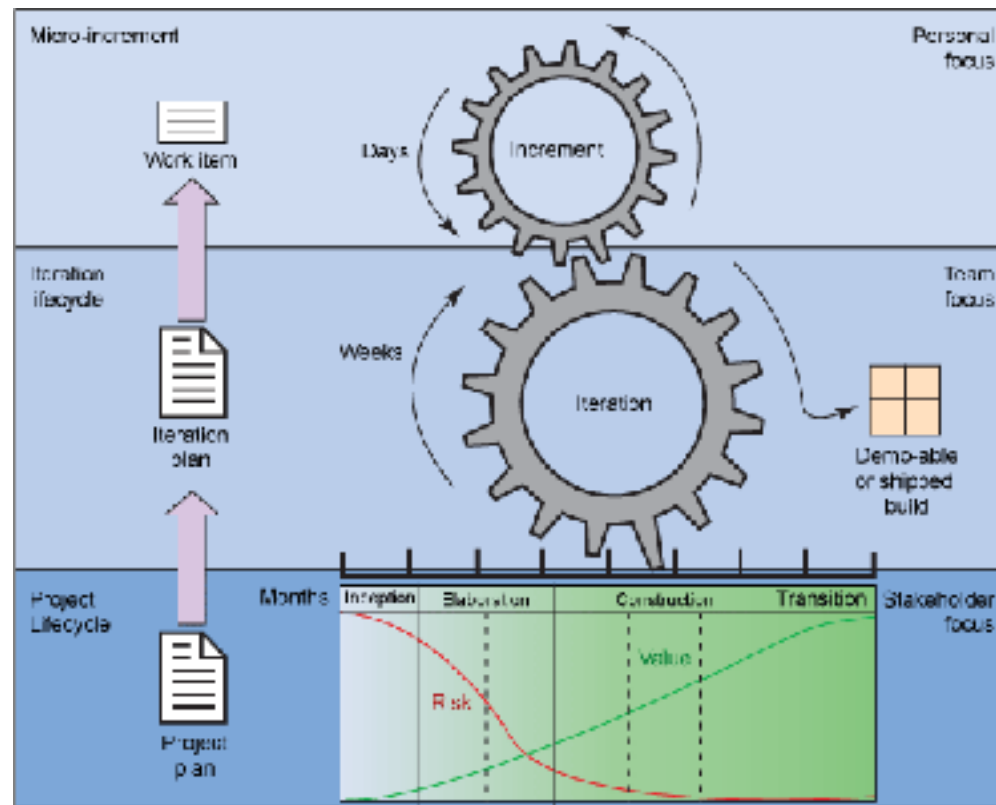 Micro-increment
Personal
focus
Work item
Days
Increment
Iteration
lifecycle
Team
focus
Weeks
Iteration
Iteration
plan
Demo-able
or shipped
build
Project
Lifecycle
Months
Inception
Elaboration
Construction
Transition
Stakeholder
focus
Value
Risk
Project
plan